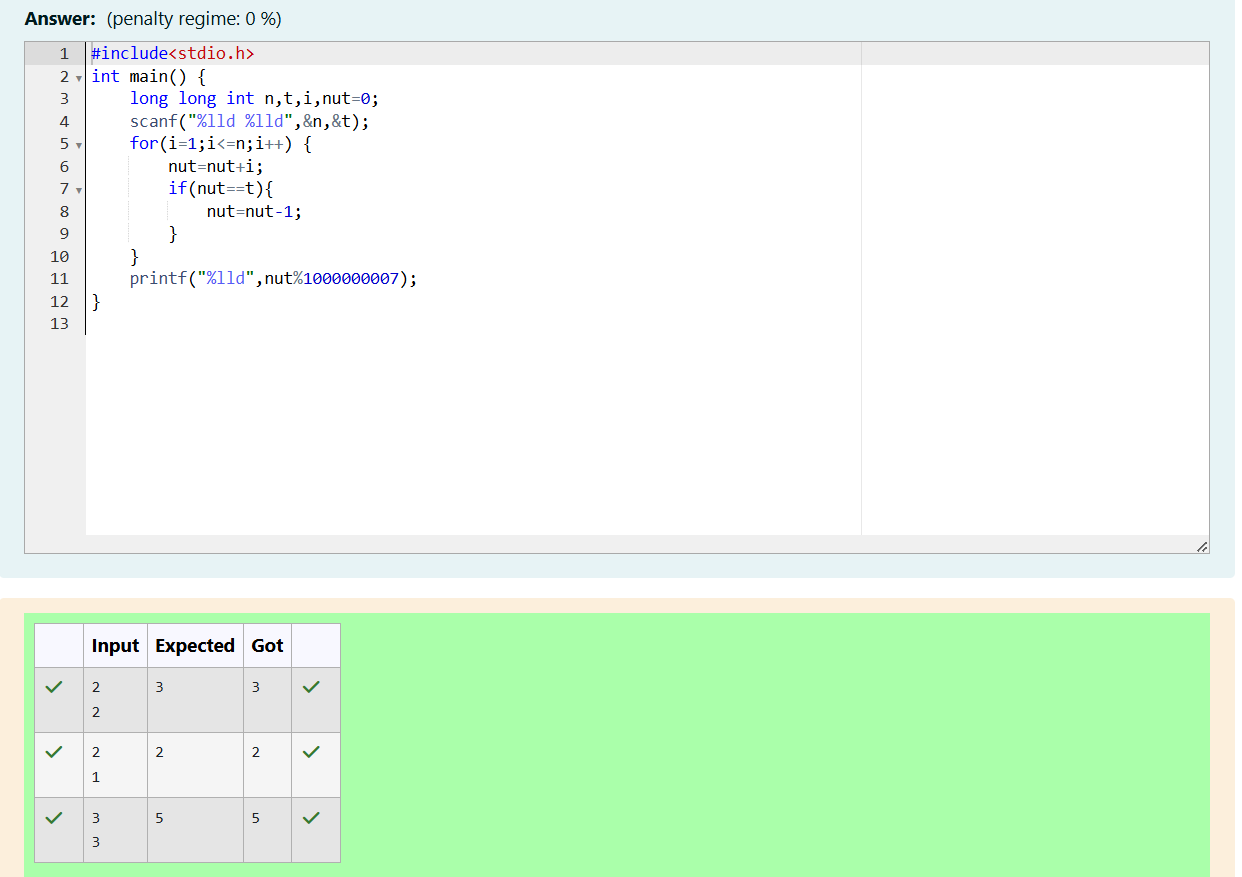 Answer: (penalty regime: 0 %)
1 #include<stdio.h>
2 int main() {
3     long long int n,t,i,nut=0;
4     scanf("%lld %lld",&n,&t);
5     for(i=1;i<=n;i++) {
6         nut=nut+i;
7         if(nut==t){
8             nut=nut-1;
9         }
10     }
11     printf("%lld",nut%1000000007);
12 }
13
Input Expected Got
2 3 3
2
2 2 2
1
3 5 5
3